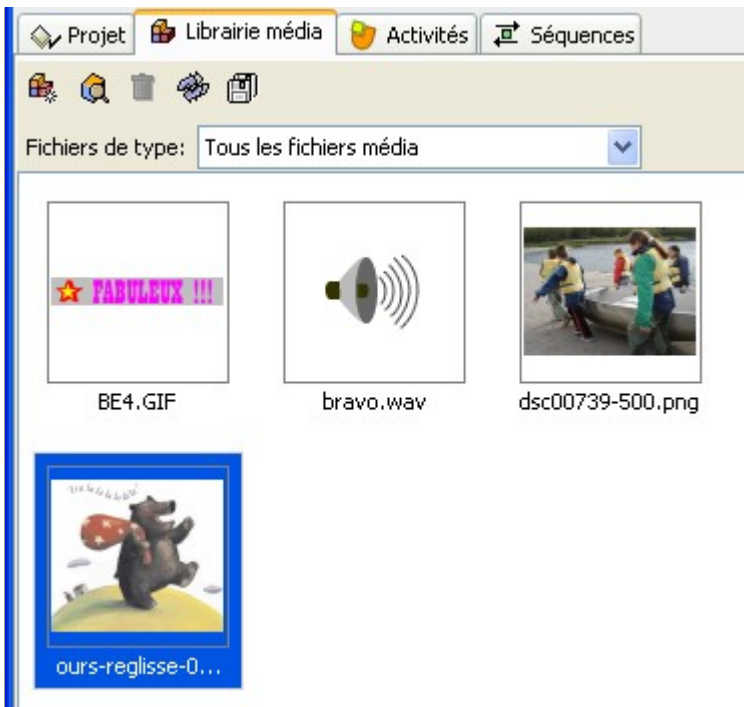 Projet Librairie média Activités Séquences
Fichiers de type: Tous les fichiers média
FABULEUX !!!
BE4.GIF bravo.wav dsc00739-500.png
ours-reglisse-0...